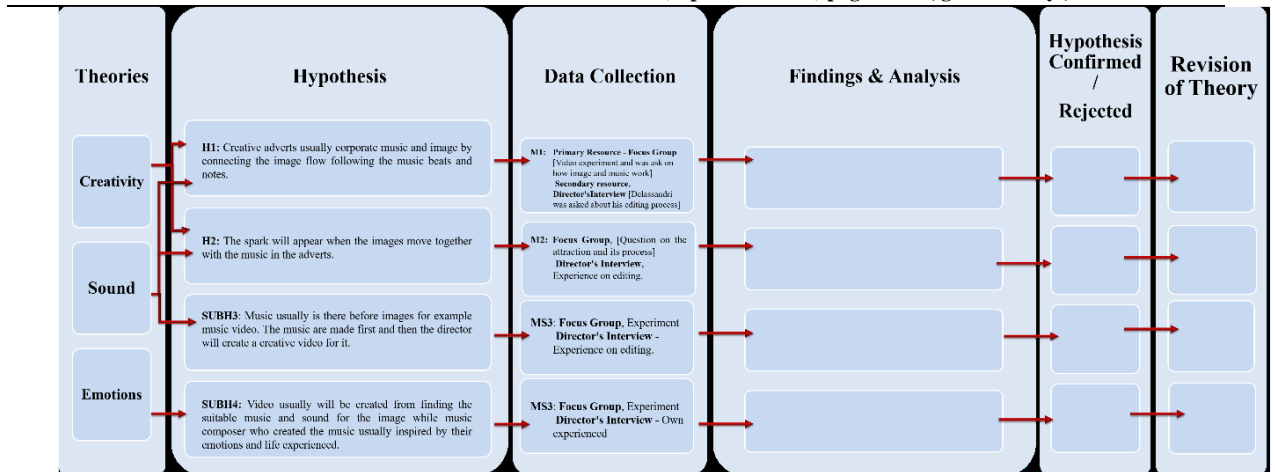 Theories
Hypothesis
Data Collection
Findings & Analysis
Hypothesis
Confirmed
/
Rejected
Revision
of Theory
Creativity
Sound
Emotions
H1: Creative adverts usually corporate music and image by
connecting the image flow following the music beats and
notes.
H2: The spark will appear when the images move together
with the music in the adverts.
SUBH3: Music usually is there before images for example
music video. The music are made first and then the director
will create a creative video for it.
SUBH4: Video usually will be created from finding the
suitable music and sound for the image while music
composer who created the music usually inspired by their
emotions and life experienced.
M1: Primary Resource - Focus Group
[Video experiment and was ask on
how image and music work]
Secondary resource.
Director'sInterview [Delassandri
was asked about his editing process]
M2: Focus Group, [Question on the
attraction and its process]
Director's Interview,
Experience on editing.
MS3: Focus Group, Experiment
Director's Interview -
Experience on editing.
MS3: Focus Group, Experiment
Director's Interview - Own
experienced